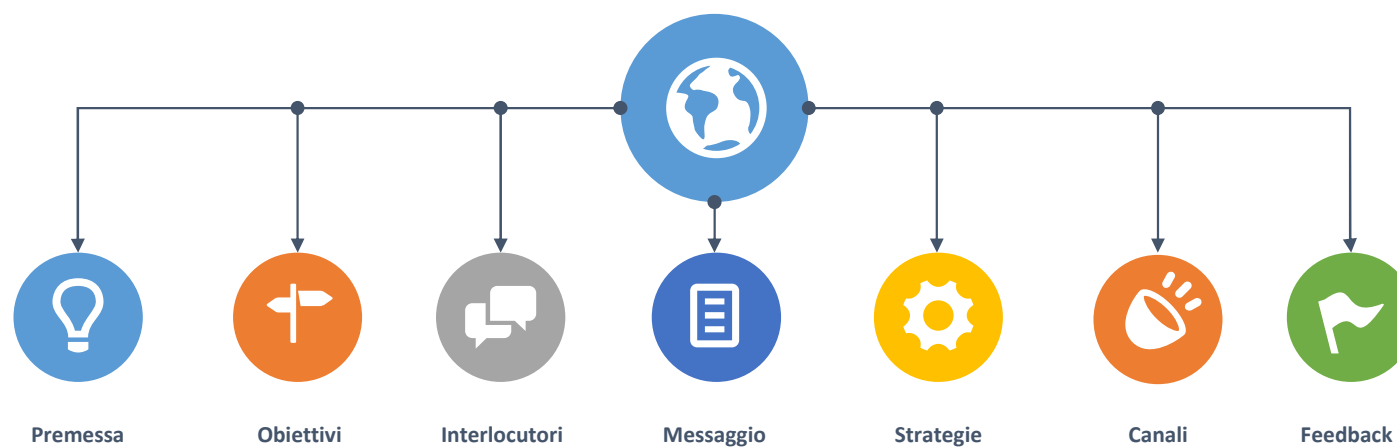 Premessa
Obiettivi
Interlocutori
Messaggio
Strategie
Canali
Feedback